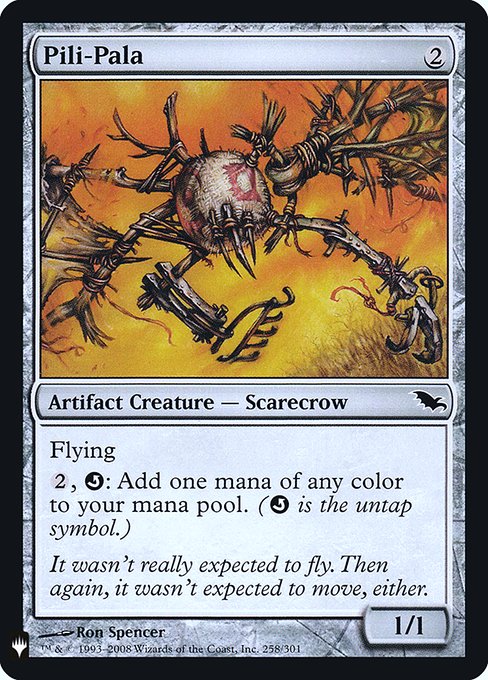 Pili-Pala 2
Artifact Creature — Scarecrow
Flying
2, : Add one mana of any color
to your mana pool. ( is the untap
symbol.)
It wasn't really expected to fly. Then
again, it wasn't expected to move, either.
Ron Spencer
1/1
™ & © 1993–2008 Wizards of the Coast, Inc. 258/301